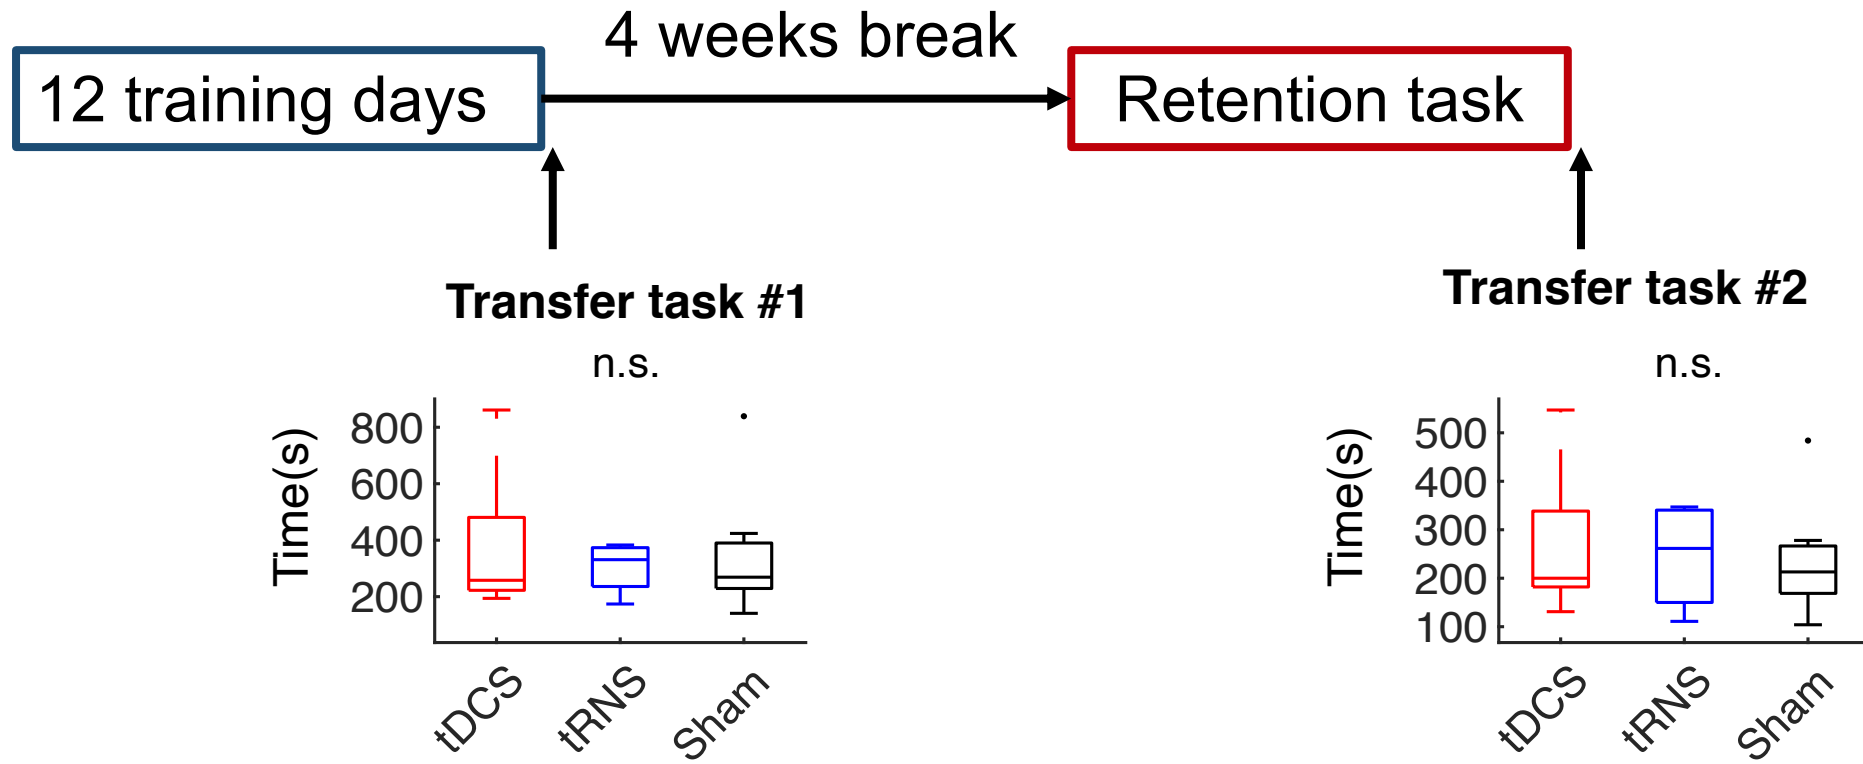 4 weeks break
12 training days
Retention task
Transfer task #1
n.s.
Time(s)
800
600
400
200
tDCS
tRNS
Sham
Transfer task #2
n.s.
Time(s)
500
400
300
200
100
tDCS
tRNS
Sham